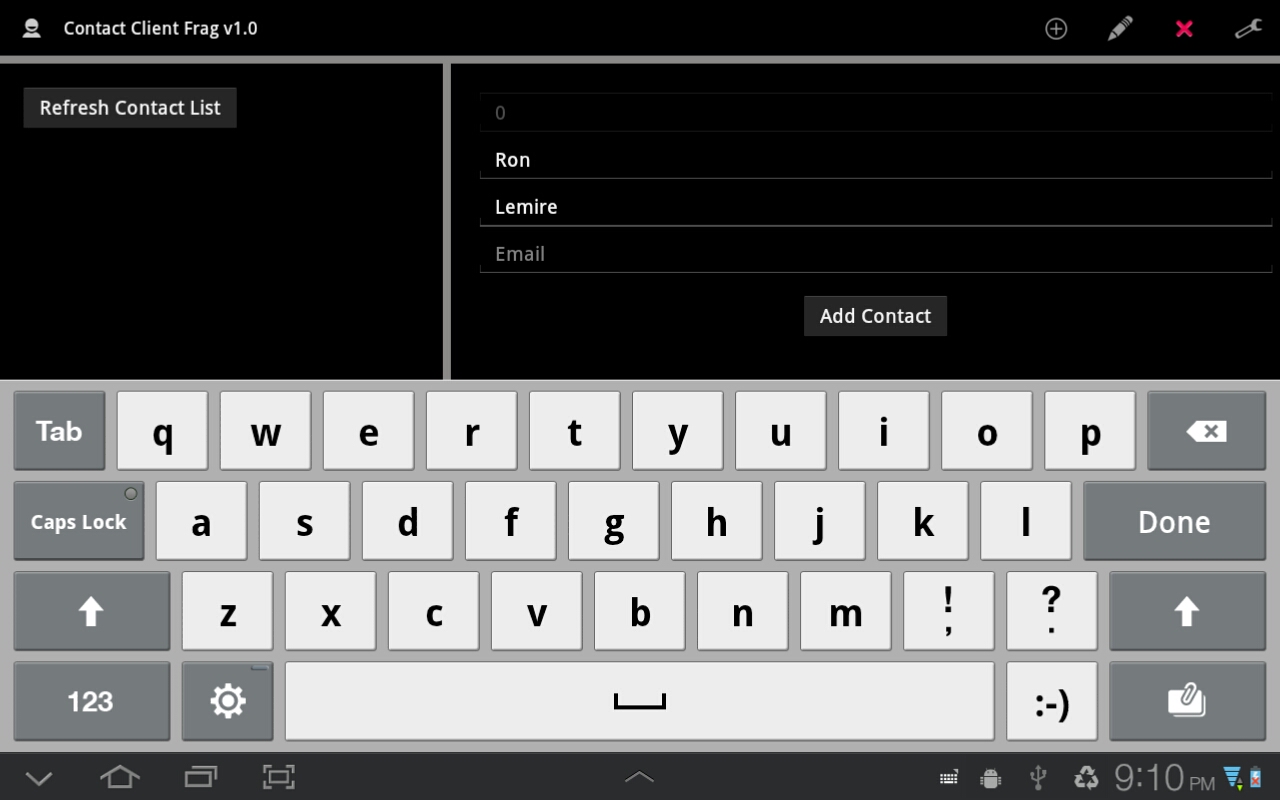 Contact Client Frag v1.0
Refresh Contact List
0
Ron
Lemire
Email
Add Contact
Tab q w e r t y u i o p
Caps Lock a s d f g h j k l Done
z x c v b n m ! , ? .
123 :-)
9:10 PM